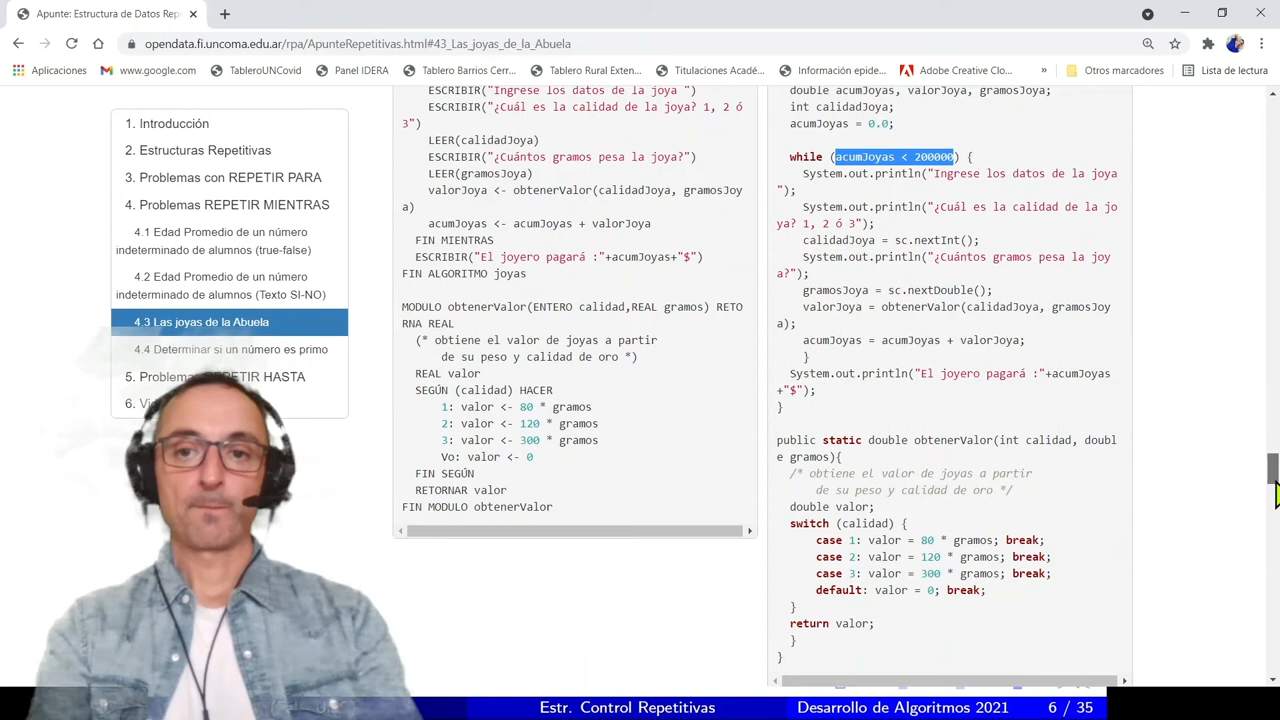 Apunte: Estructura de Datos Rep
opendata.fi.uncoma.edu.ar/rpa/ApunteRepetitivas.html#43_Las_joyas_de_la_Abuela
Aplicaciones
www.google.com
TableroUNCovid
Panel IDERA
Tablero Barrios Cerr...
Tablero Rural Exten...
Titulaciones Acadé...
Información epide...
Adobe Creative Clo...
»
Otros marcadores
Lista de lectura
1. Introducción
2. Estructuras Repetitivas
3. Problemas con REPETIR PARA
4. Problemas REPETIR MIENTRAS
4.1 Edad Promedio de un número
indeterminado de alumnos (true-false)
4.2 Edad Promedio de un número
indeterminado de alumnos (Texto SI-NO)
4.3 Las joyas de la Abuela
4.4 Determinar si un número es primo
5. Problemas REPETIR HASTA
6.
ESCRIBIR("Ingrese los datos de la joya ")
ESCRIBIR("¿Cuál es la calidad de la joya? 1, 2 ó
3")
LEER(calidadJoya)
ESCRIBIR("¿Cuántos gramos pesa la joya?")
LEER(gramosJoya)
valorJoya <- obtenerValor(calidadJoya, gramosJoy
a)
acumJoyas <- acumJoyas + valorJoya
FIN MIENTRAS
ESCRIBIR("El joyero pagará :"+acumJoyas+"$")
FIN ALGORITMO joyas
MODULO obtenerValor(ENTERO calidad,REAL gramos) RETO
RNA REAL
(* obtiene el valor de joyas a partir
de su peso y calidad de oro *)
REAL valor
SEGÚN (calidad) HACER
1: valor <- 80 * gramos
2: valor <- 120 * gramos
3: valor <- 300 * gramos
Vo: valor <- 0
FIN SEGÚN
RETORNAR valor
FIN MODULO obtenerValor
double acumJoyas, valorJoya, gramosJoya;
int calidadJoya;
acumJoyas = 0.0;
while (acumJoyas < 200000) {
System.out.println("Ingrese los datos de la joya
");
System.out.println("¿Cuál es la calidad de la jo
ya? 1, 2 ó 3");
calidadJoya = sc.nextInt();
System.out.println("¿Cuántos gramos pesa la joy
a?");
gramosJoya = sc.nextDouble();
valorJoya = obtenerValor(calidadJoya, gramosJoy
a);
acumJoyas = acumJoyas + valorJoya;
}
System.out.println("El joyero pagará :"+acumJoyas
+"$");
}
public static double obtenerValor(int calidad, doubl
e gramos){
/* obtiene el valor de joyas a partir
de su peso y calidad de oro */
double valor;
switch (calidad) {
case 1: valor = 80 * gramos; break;
case 2: valor = 120 * gramos; break;
case 3: valor = 300 * gramos; break;
default: valor = 0; break;
}
return valor;
}
}
Estr. Control Repetitivas
Desarrollo de Algoritmos 2021
6 / 35